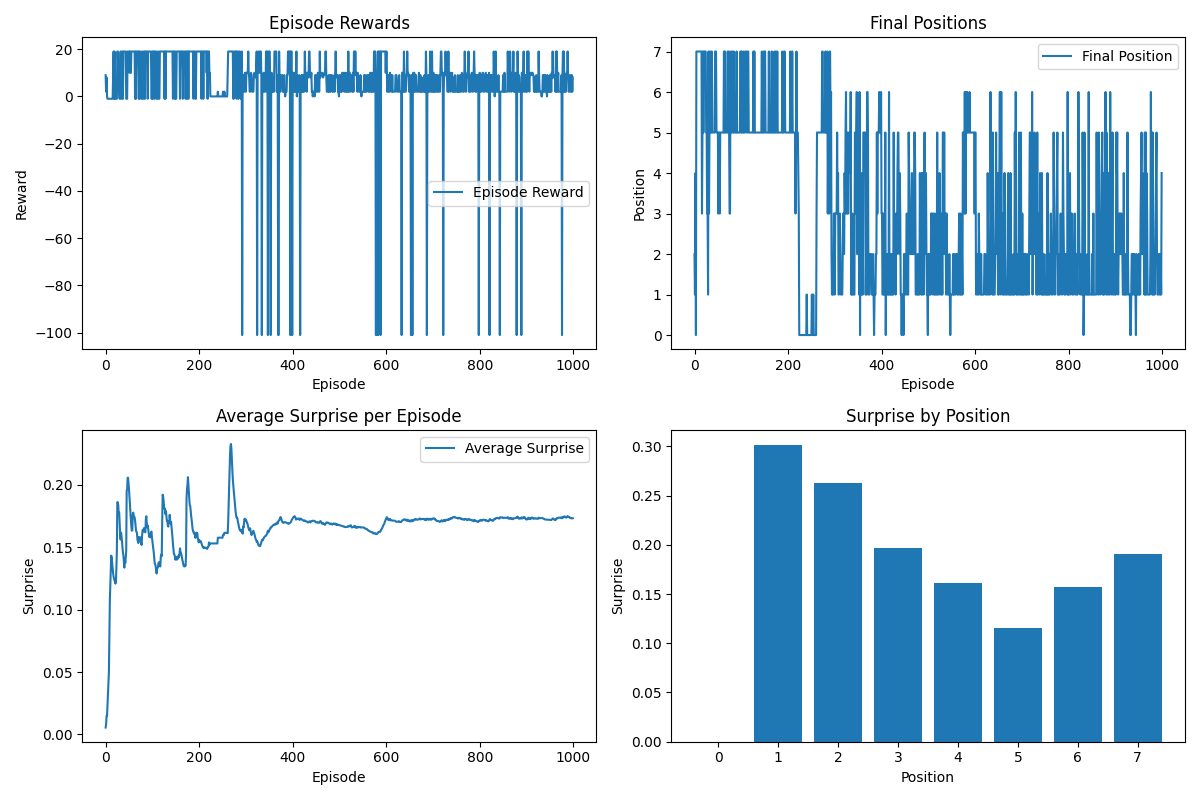 Episode Rewards
Reward
20
0
−20
−40
−60
−80
−100
Episode Reward
0 200 400 600 800 1000
Episode
Final Positions
Position
7
6
5
4
3
2
1
0
Final Position
0 200 400 600 800 1000
Episode
Average Surprise per Episode
Surprise
0.20
0.15
0.10
0.05
0.00
Average Surprise
0 200 400 600 800 1000
Episode
Surprise by Position
Surprise
0.30
0.25
0.20
0.15
0.10
0.05
0.00
0 1 2 3 4 5 6 7
Position